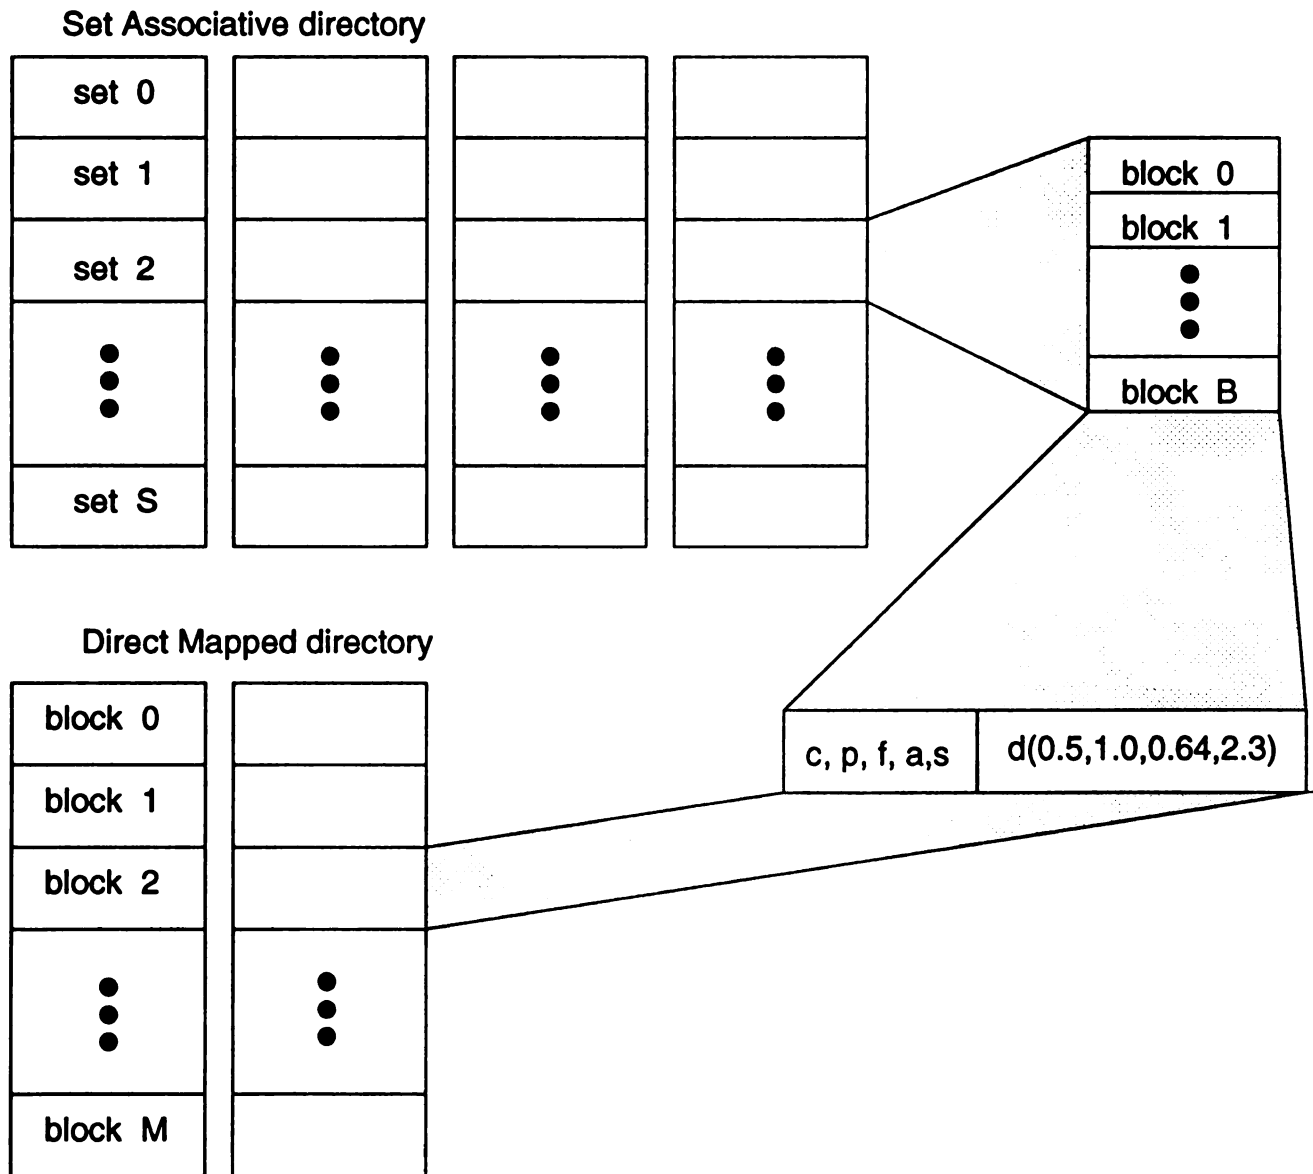 Set Associative directory
set 0
set 1
set 2
set S
block 0
block 1
block B
Direct Mapped directory
block 0
block 1
block 2
block M
c, p, f, a,s
d(0.5,1.0,0.64,2.3)